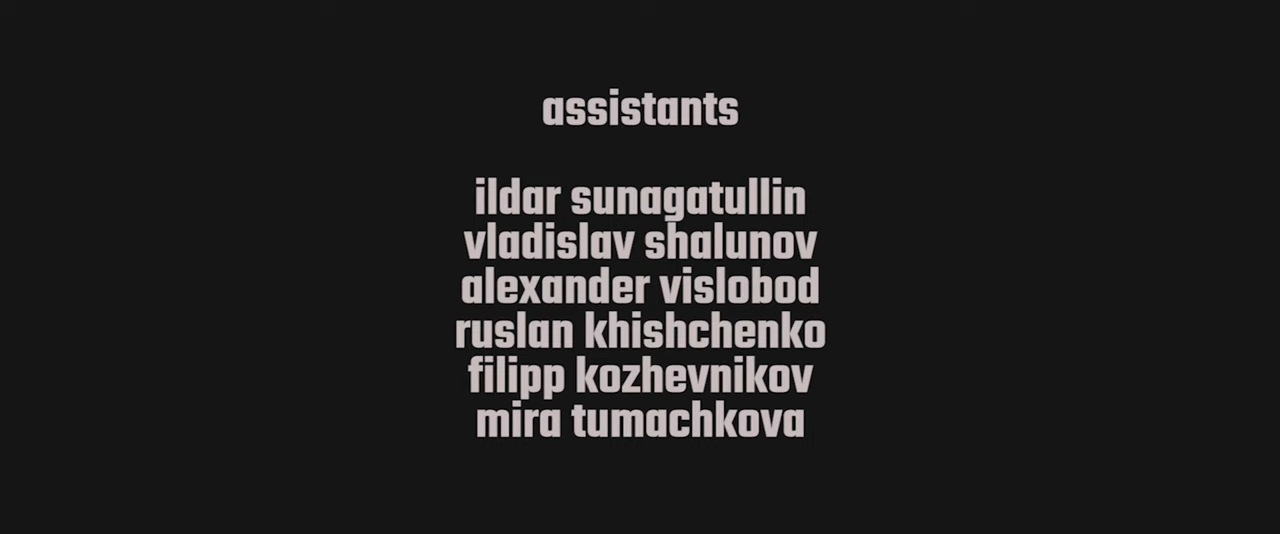 assistants
ildar sunagatullin
vladislav shalunov
alexander vislobod
ruslan khishchenko
filipp kozhevnikov
mira tumachkova